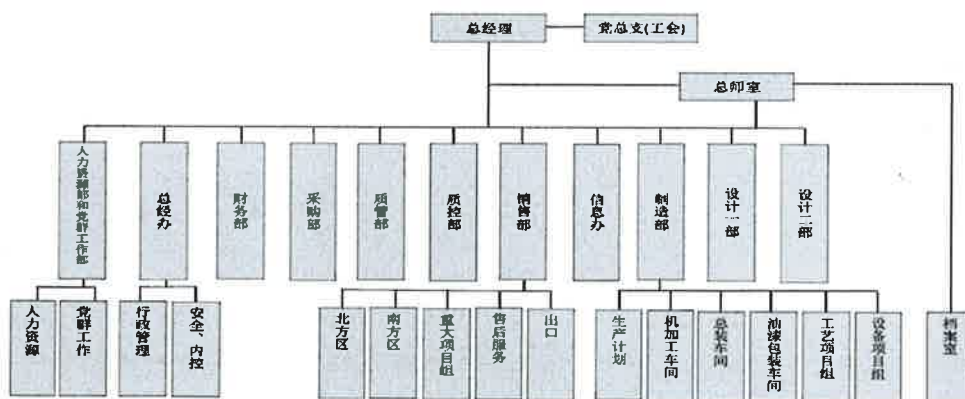 总经理
党总支(工会)
总师室
人力资源部和党群工作部
总经办
财务部
采购部
质管部
质控部
销售部
信息办
制造部
设计一部
设计二部
人力资源
党群工作
行政管理
安全、内控
北方区
南方区
重大项目组
售后服务
出口
生产计划
机加工车间
总装车间
油漆包装车间
工艺项目组
设备项目组
档案室